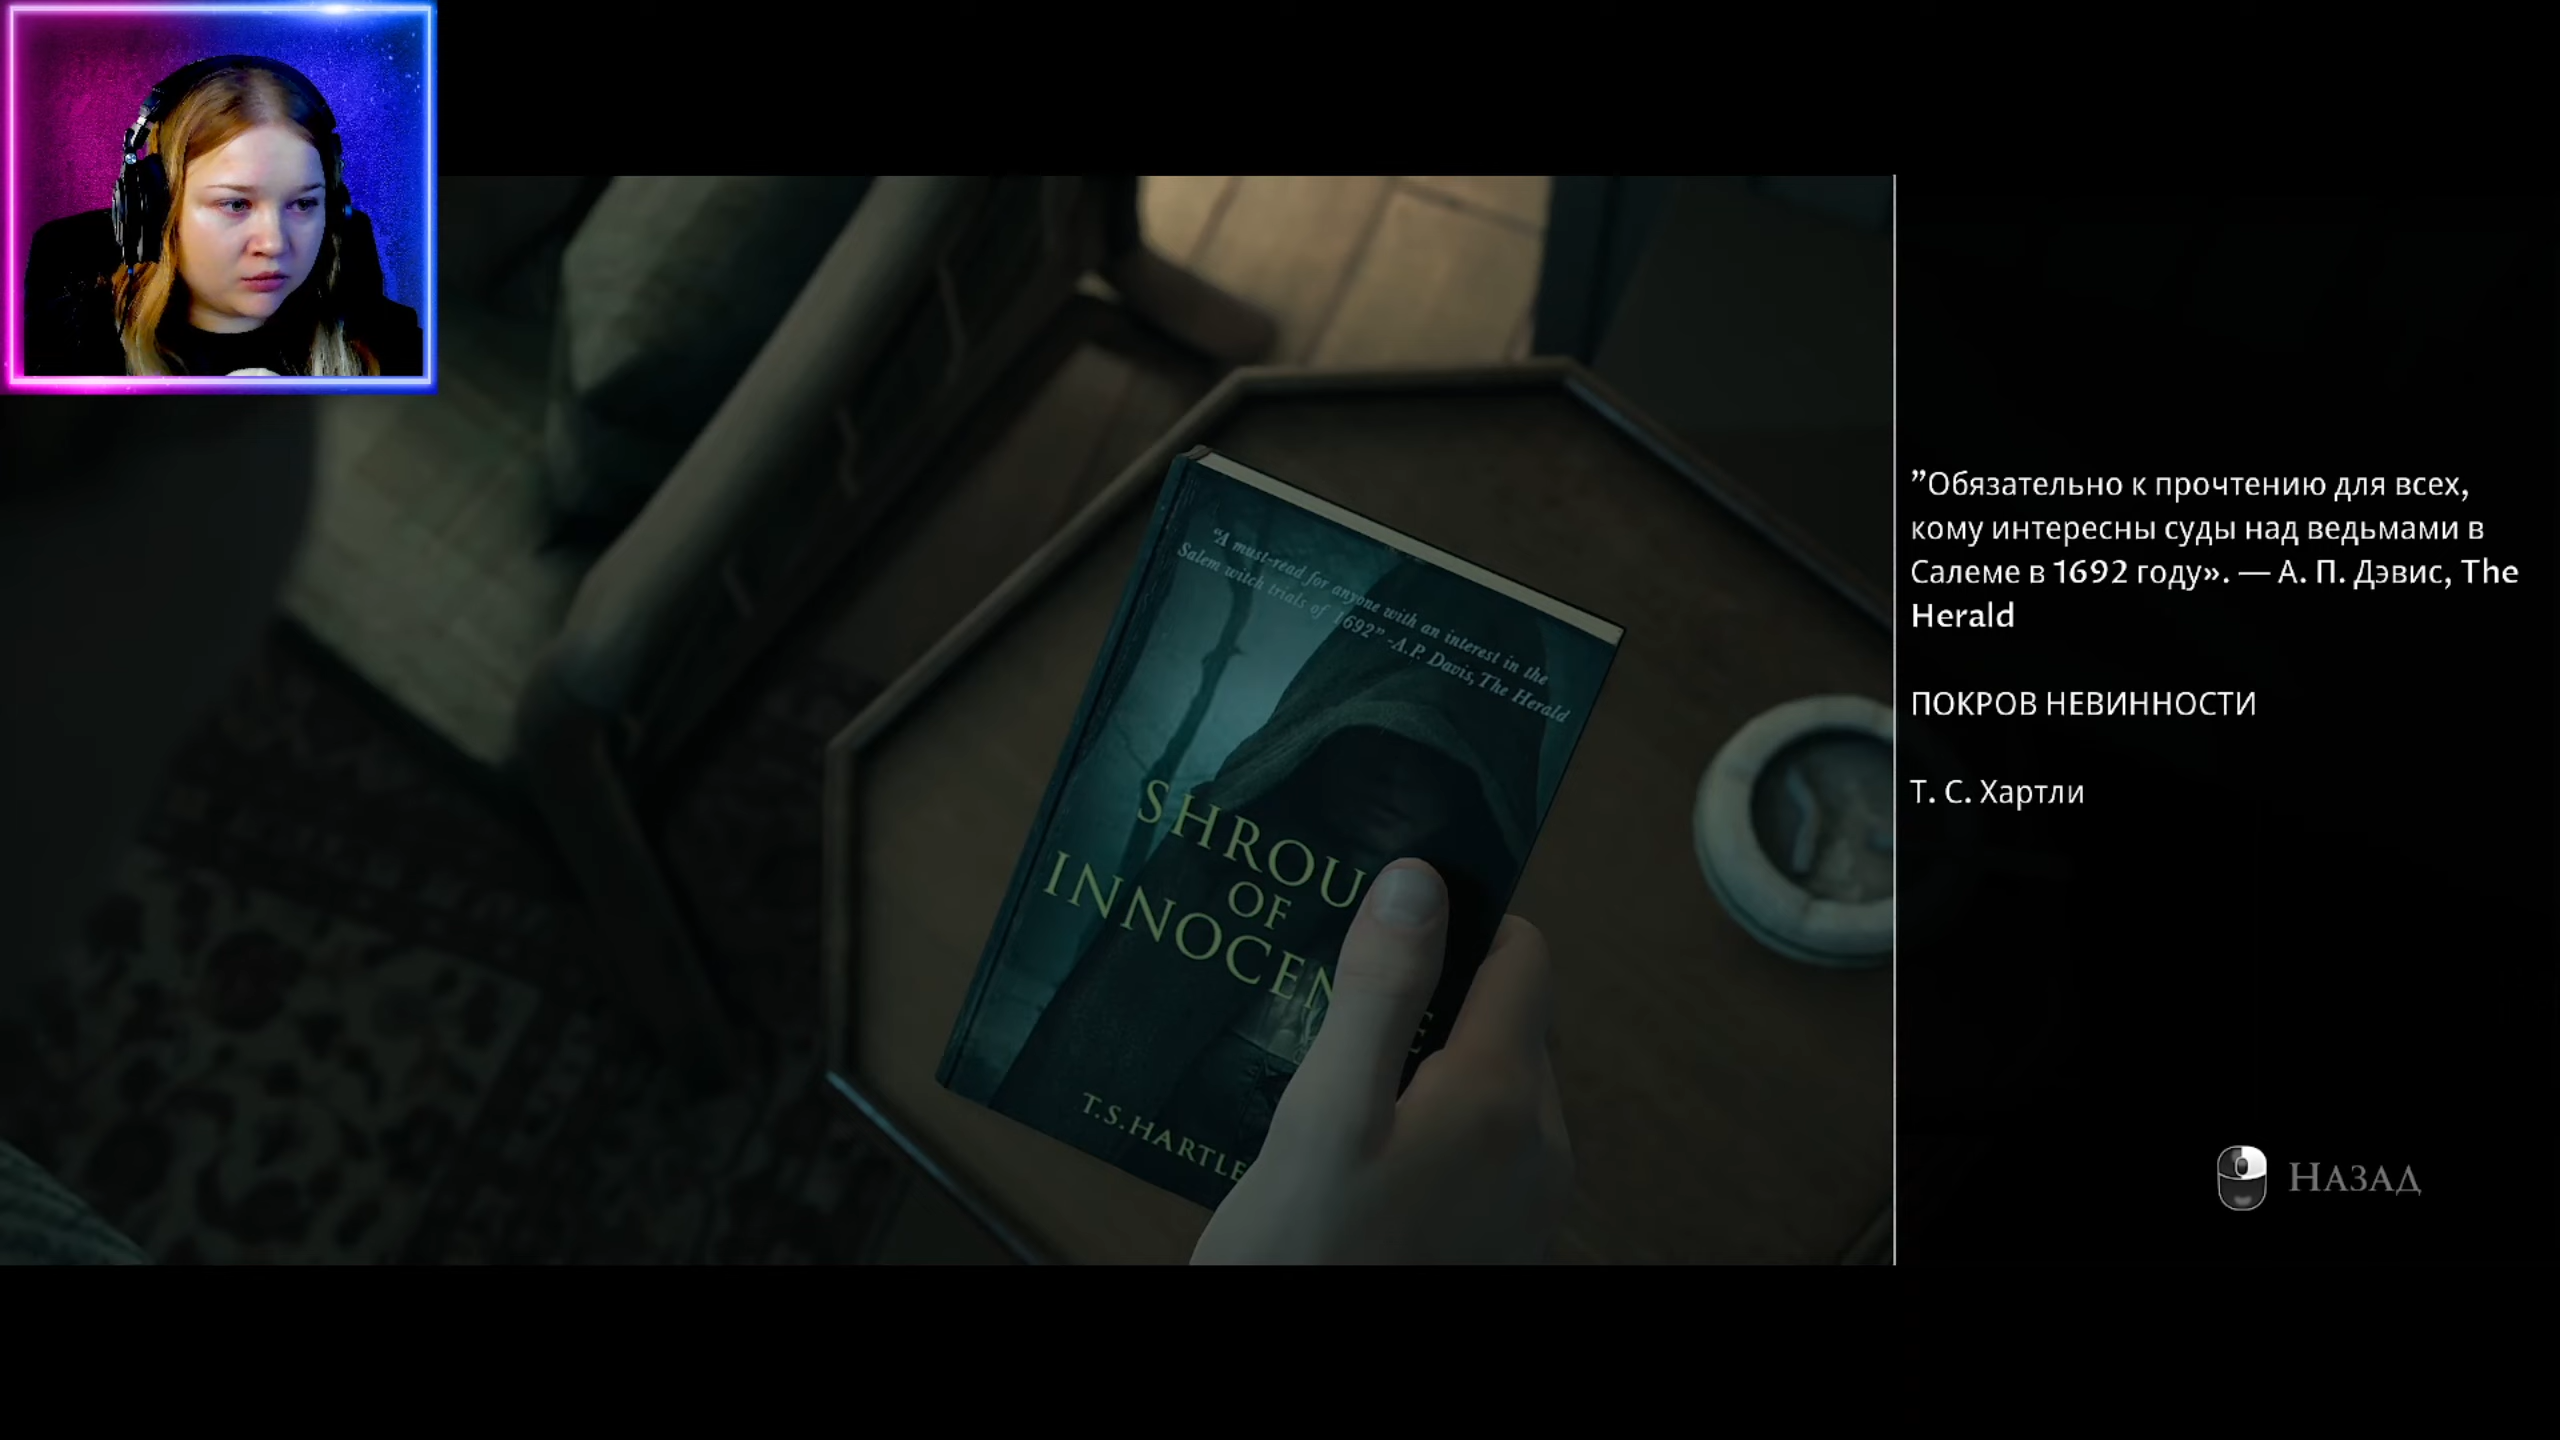 “A must-read for anyone with an interest in the
Salem witch trials of 1692” -A.P. Davis, The Herald
SHROU
OF
INNOCEN E
T.S.HARTLE
”Обязательно к прочтению для всех,
кому интересны суды над ведьмами в
Салеме в 1692 году». — А. П. Дэвис, The
Herald
ПОКРОВ НЕВИННОСТИ
Т. С. Хартли
Назад